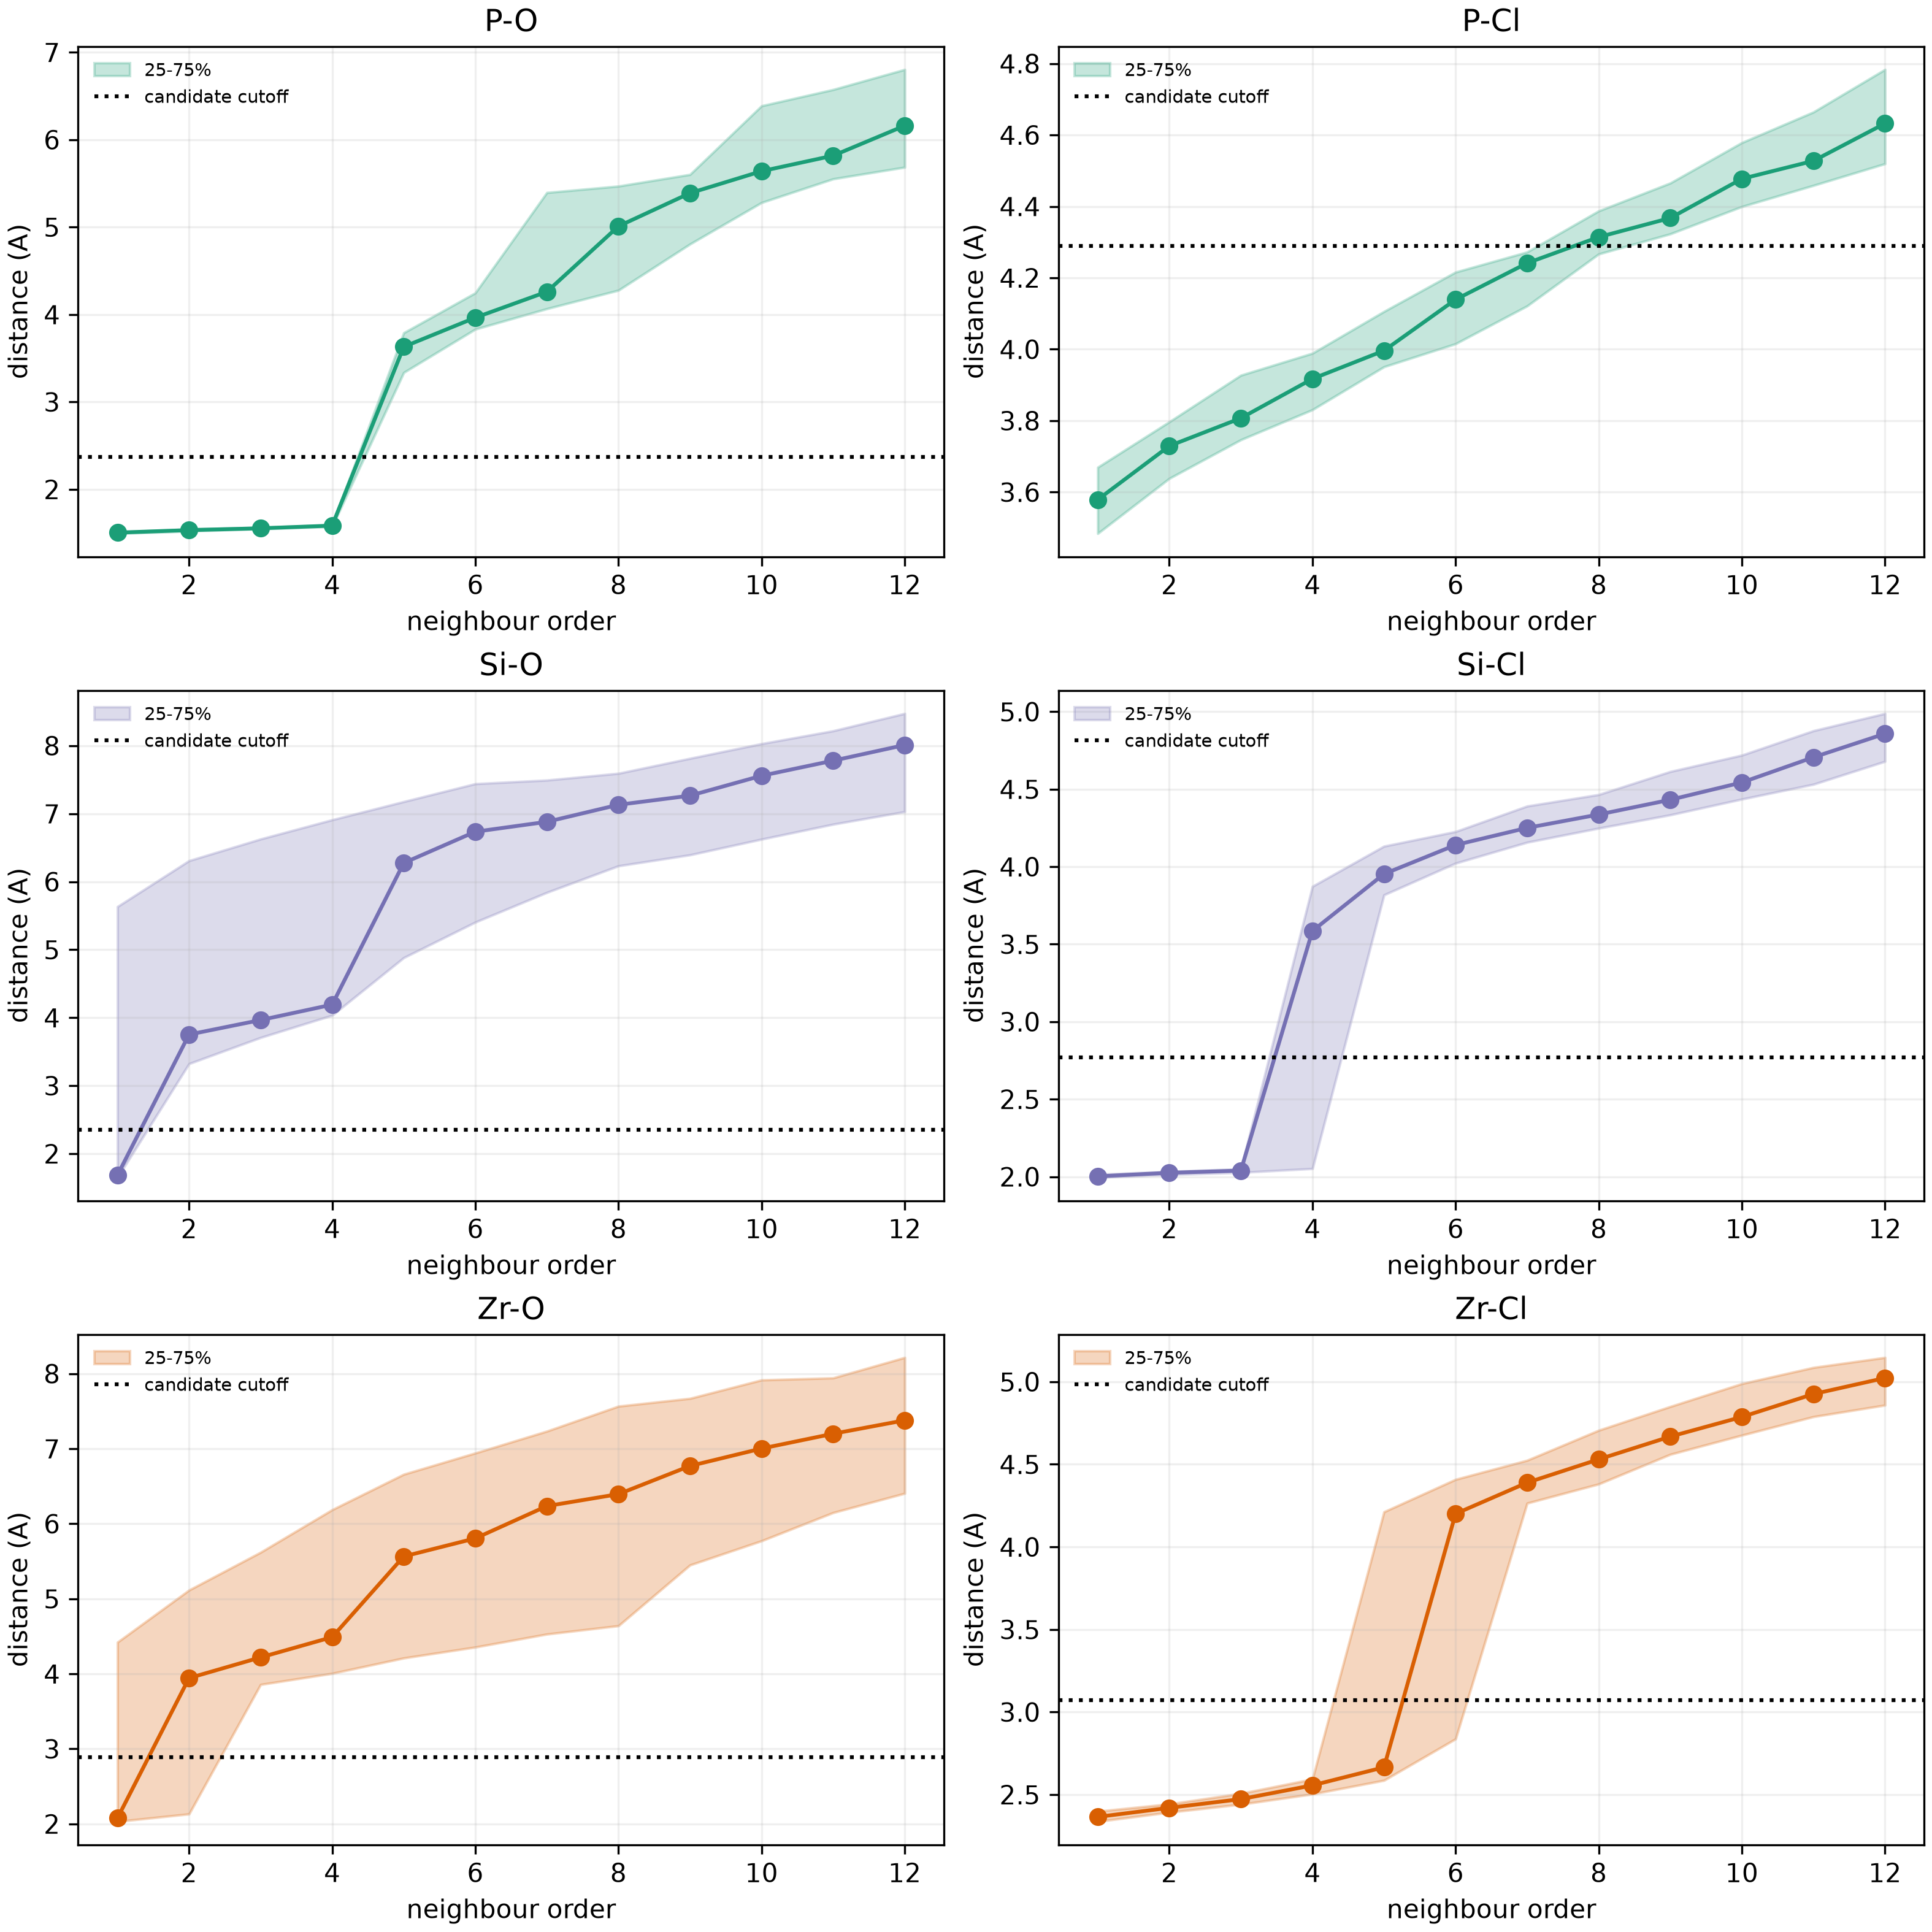 P-O
7
6
5
4
3
2
distance (A)
25-75%
candidate cutoff
2 4 6 8 10 12
neighbour order
P-Cl
4.8
4.6
4.4
4.2
4.0
3.8
3.6
distance (A)
25-75%
candidate cutoff
2 4 6 8 10 12
neighbour order
Si-O
8
7
6
5
4
3
2
distance (A)
25-75%
candidate cutoff
2 4 6 8 10 12
neighbour order
Si-Cl
5.0
4.5
4.0
3.5
3.0
2.5
2.0
distance (A)
25-75%
candidate cutoff
2 4 6 8 10 12
neighbour order
Zr-O
8
7
6
5
4
3
2
distance (A)
25-75%
candidate cutoff
2 4 6 8 10 12
neighbour order
Zr-Cl
5.0
4.5
4.0
3.5
3.0
2.5
distance (A)
25-75%
candidate cutoff
2 4 6 8 10 12
neighbour order